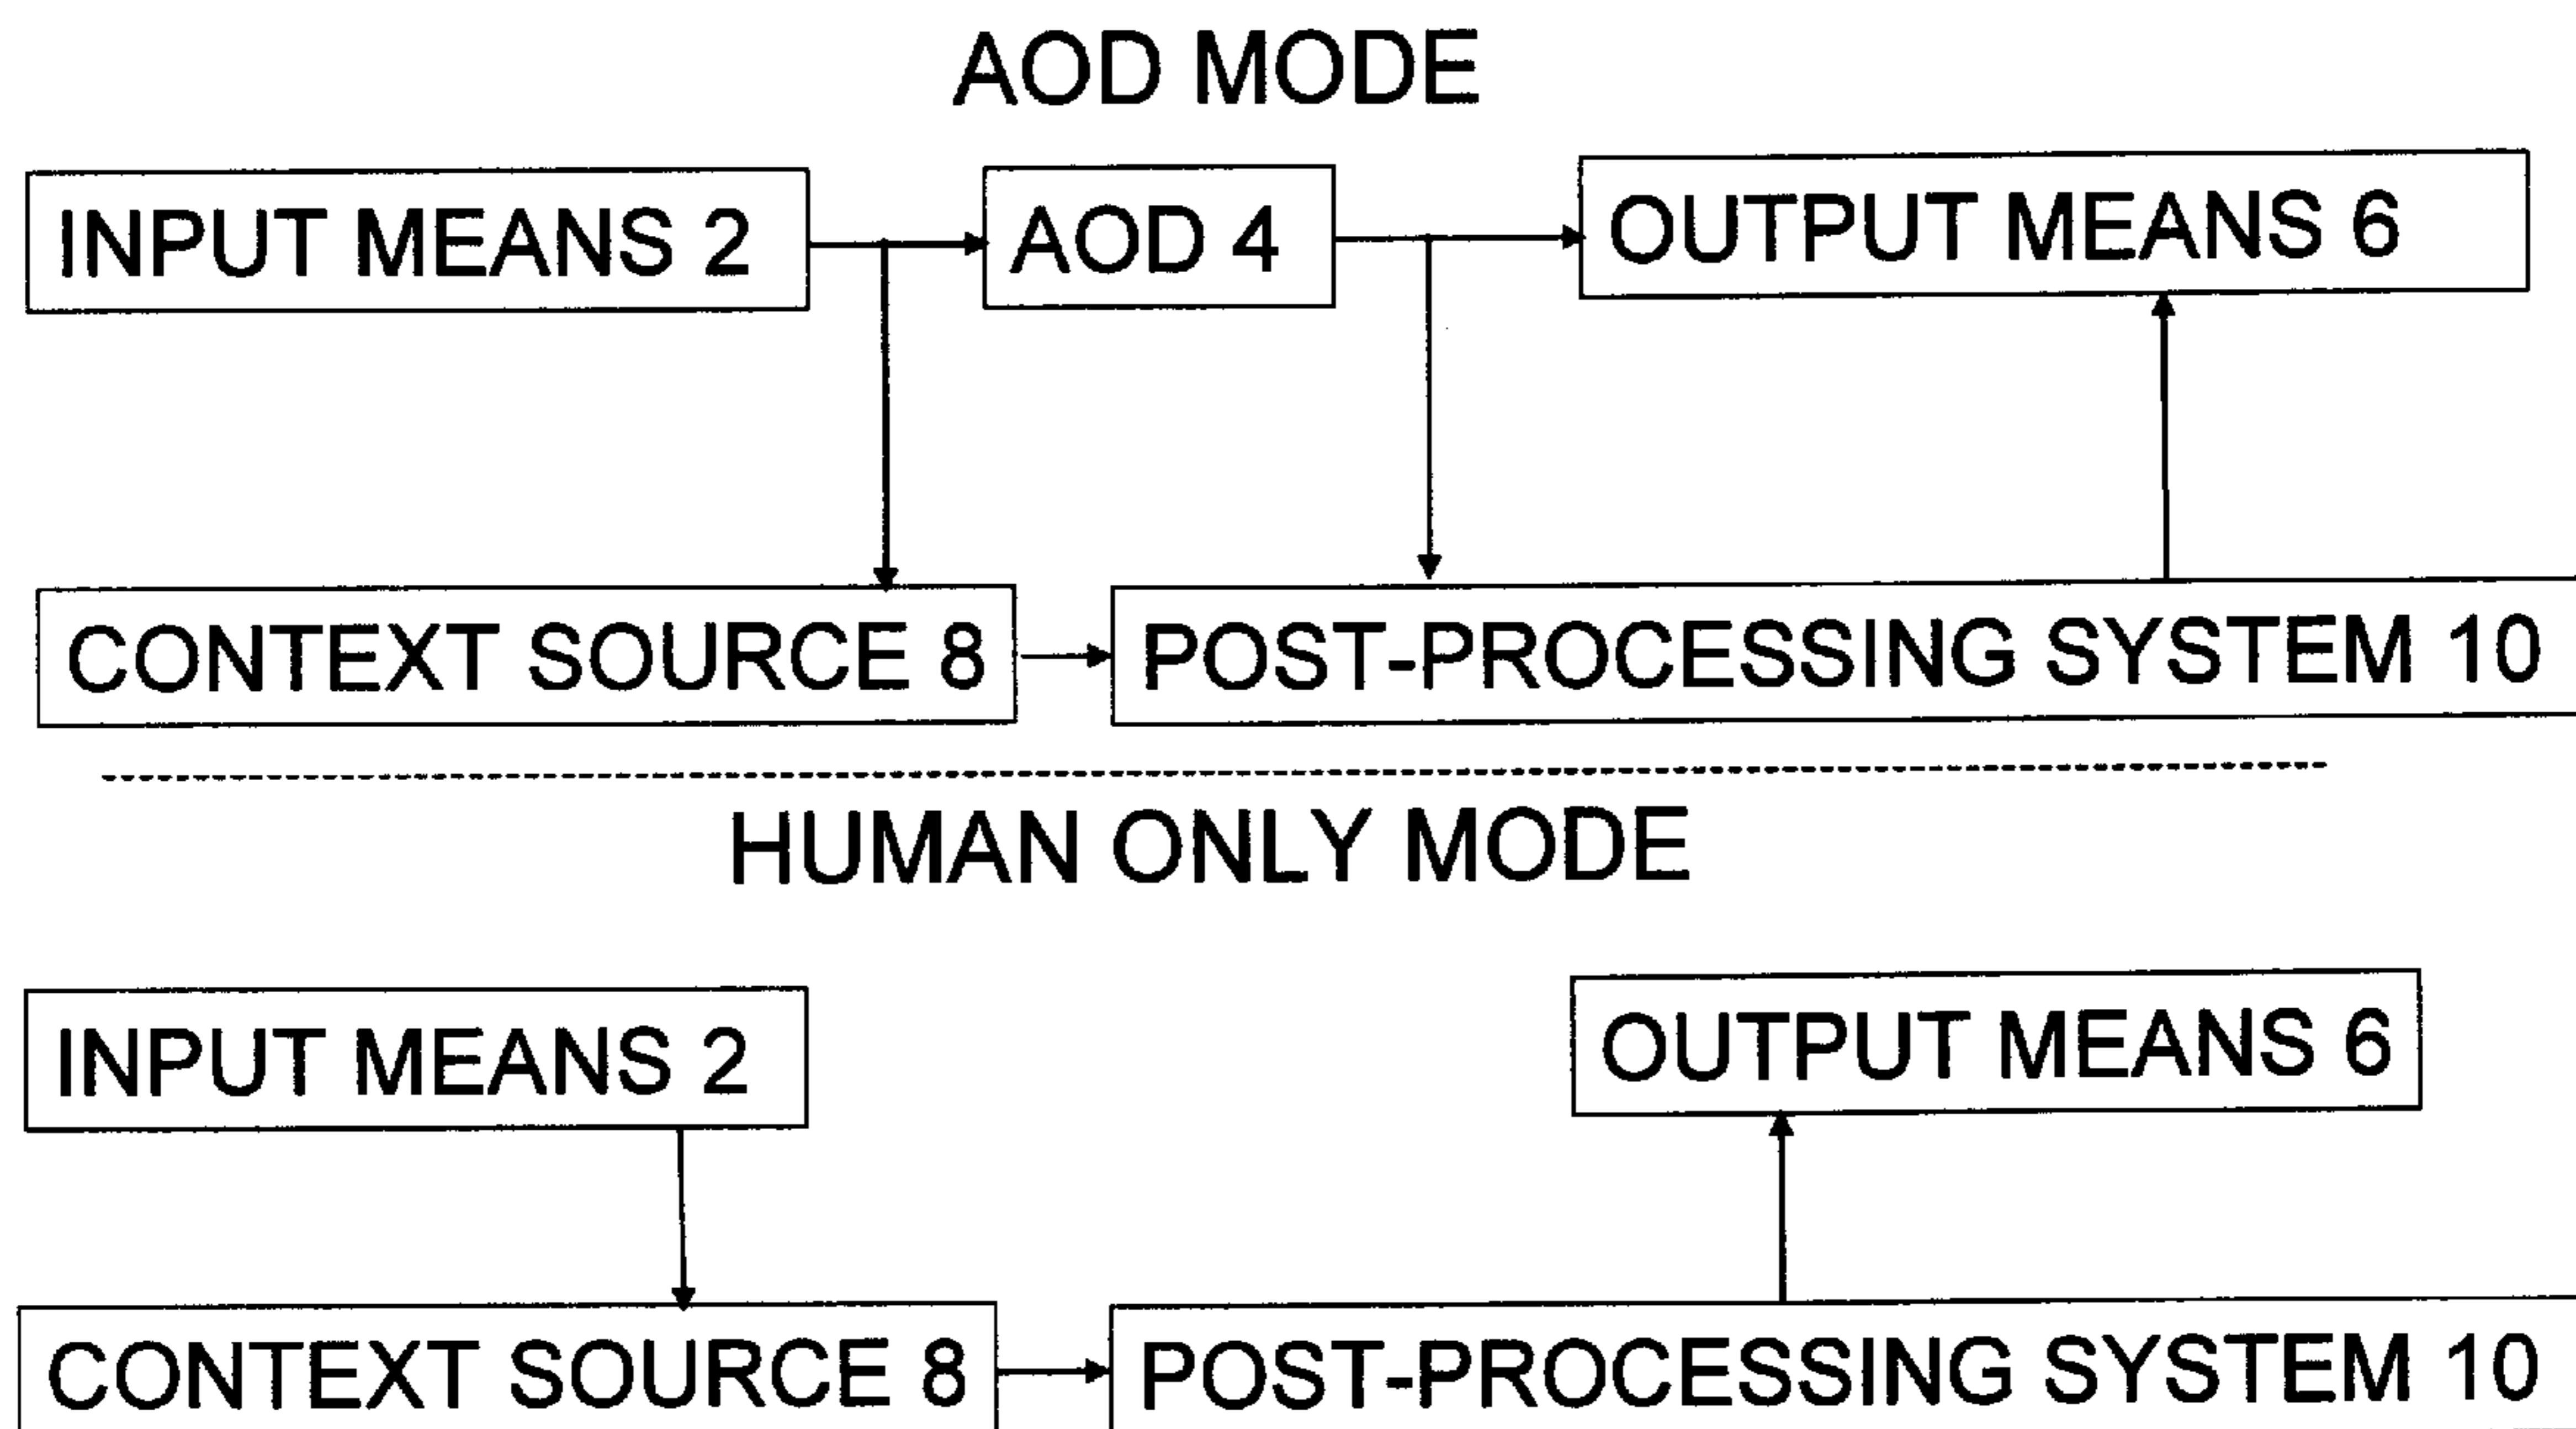 AOD MODE
INPUT MEANS 2 AOD 4 OUTPUT MEANS 6
CONTEXT SOURCE 8 POST-PROCESSING SYSTEM 10
HUMAN ONLY MODE
INPUT MEANS 2 OUTPUT MEANS 6
CONTEXT SOURCE 8 POST-PROCESSING SYSTEM 10